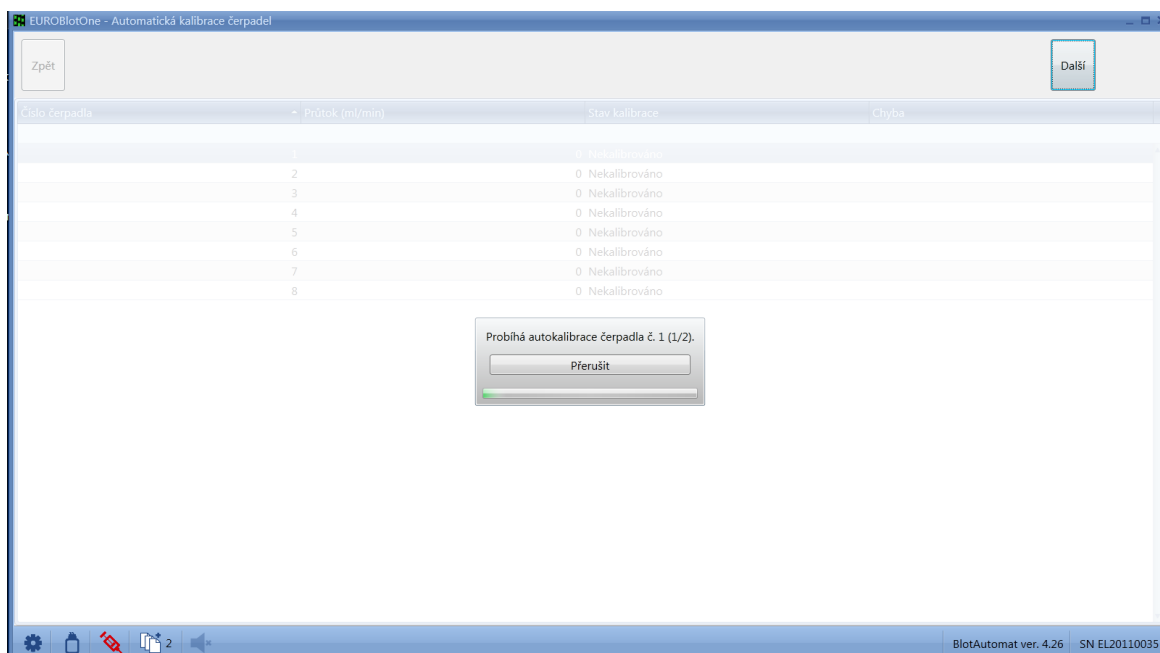 EUROBlotOne - Automatická kalibrace čerpadel
Zpět
Další
Číslo čerpadla Průtok (ml/min) Stav kalibrace Chyba
1 0 Nekalibrováno
2 0 Nekalibrováno
3 0 Nekalibrováno
4 0 Nekalibrováno
5 0 Nekalibrováno
6 0 Nekalibrováno
7 0 Nekalibrováno
8 0 Nekalibrováno
Probíhá autokalibrace čerpadla č. 1 (1/2).
Přerušit
2 BlotAutomat ver. 4.26 SN EL20110035